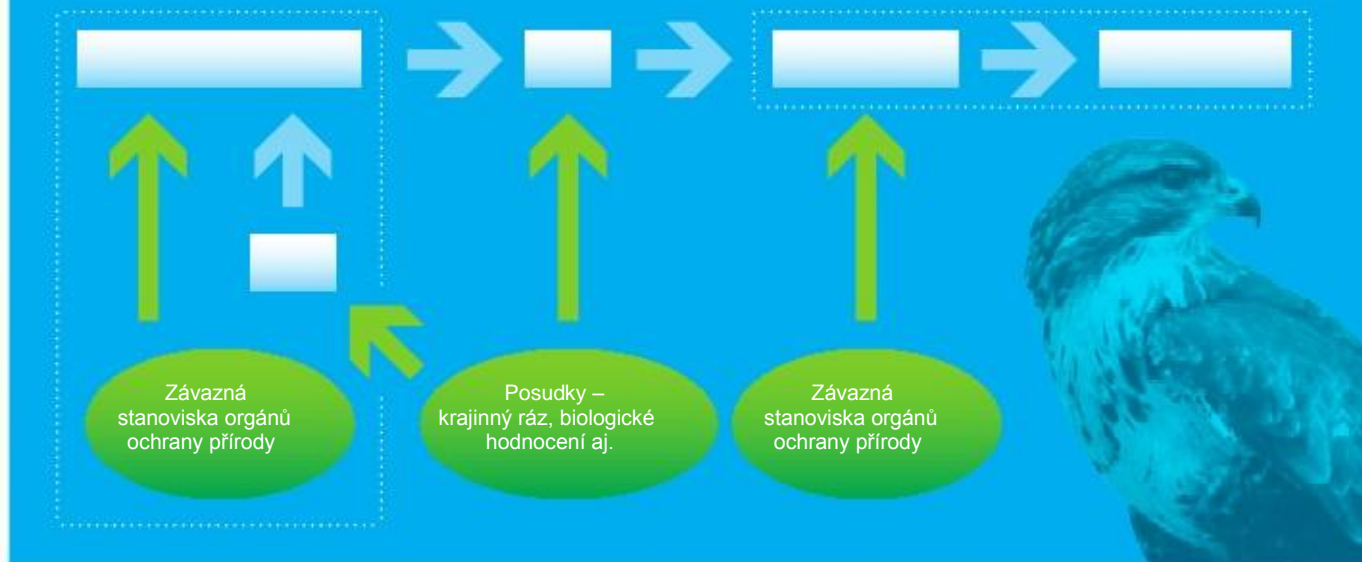 Závazná
stanoviska orgánů
ochrany přírody
Posudky –
krajinný ráz, biologické
hodnocení aj.
Závazná
stanoviska orgánů
ochrany přírody